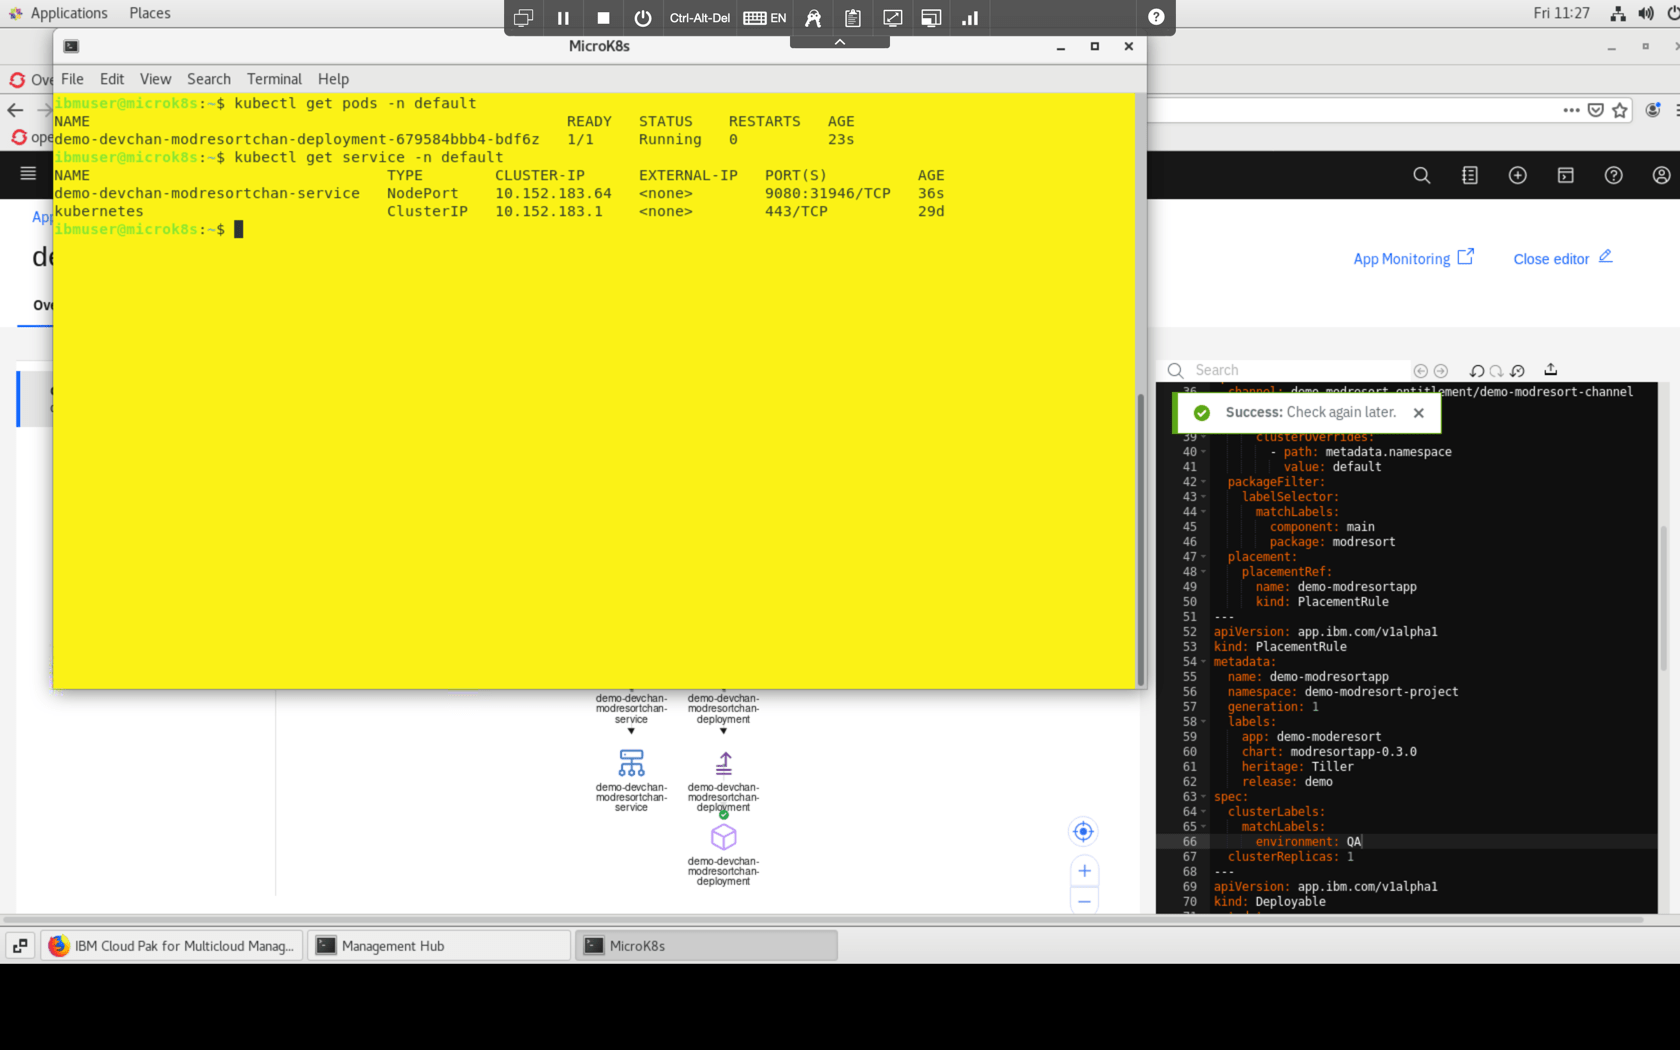 Applications Places
Ctrl-Alt-Del EN
Fri 11:27
MicroK8s
File Edit View Search Terminal Help
ibmuser@microk8s:~$ kubectl get pods -n default
NAME READY STATUS RESTARTS AGE
demo-devchan-modresortchan-deployment-679584bbb4-bdf6z 1/1 Running 0 23s
ibmuser@microk8s:~$ kubectl get service -n default
NAME TYPE CLUSTER-IP EXTERNAL-IP PORT(S) AGE
demo-devchan-modresortchan-service NodePort 10.152.183.64 <none> 9080:31946/TCP 36s
kubernetes ClusterIP 10.152.183.1 <none> 443/TCP 29d
ibmuser@microk8s:~$
Ove
ope
App
de
Ove
App Monitoring Close editor
Search
36 channel: demo-modresort-entitlement/demo-modresort-channel
Success: Check again later.
39 clusterOverrides:
40 - path: metadata.namespace
41 value: default
42 packageFilter:
43 labelSelector:
44 matchLabels:
45 component: main
46 package: modresort
47 placement:
48 placementRef:
49 name: demo-modresortapp
50 kind: PlacementRule
51 ---
52 apiVersion: app.ibm.com/v1alpha1
53 kind: PlacementRule
54 metadata:
55 name: demo-modresortapp
56 namespace: demo-modresort-project
57 generation: 1
58 labels:
59 app: demo-moderesort
60 chart: modresortapp-0.3.0
61 heritage: Tiller
62 release: demo
63 spec:
64 clusterLabels:
65 matchLabels:
66 environment: QA
67 clusterReplicas: 1
68 ---
69 apiVersion: app.ibm.com/v1alpha1
70 kind: Deployable
demo-devchan-
modresortchan-
service
demo-devchan-
modresortchan-
deployment
demo-devchan-
modresortchan-
service
demo-devchan-
modresortchan-
deployment
demo-devchan-
modresortchan-
deployment
IBM Cloud Pak for Multicloud Manag...
Management Hub
MicroK8s